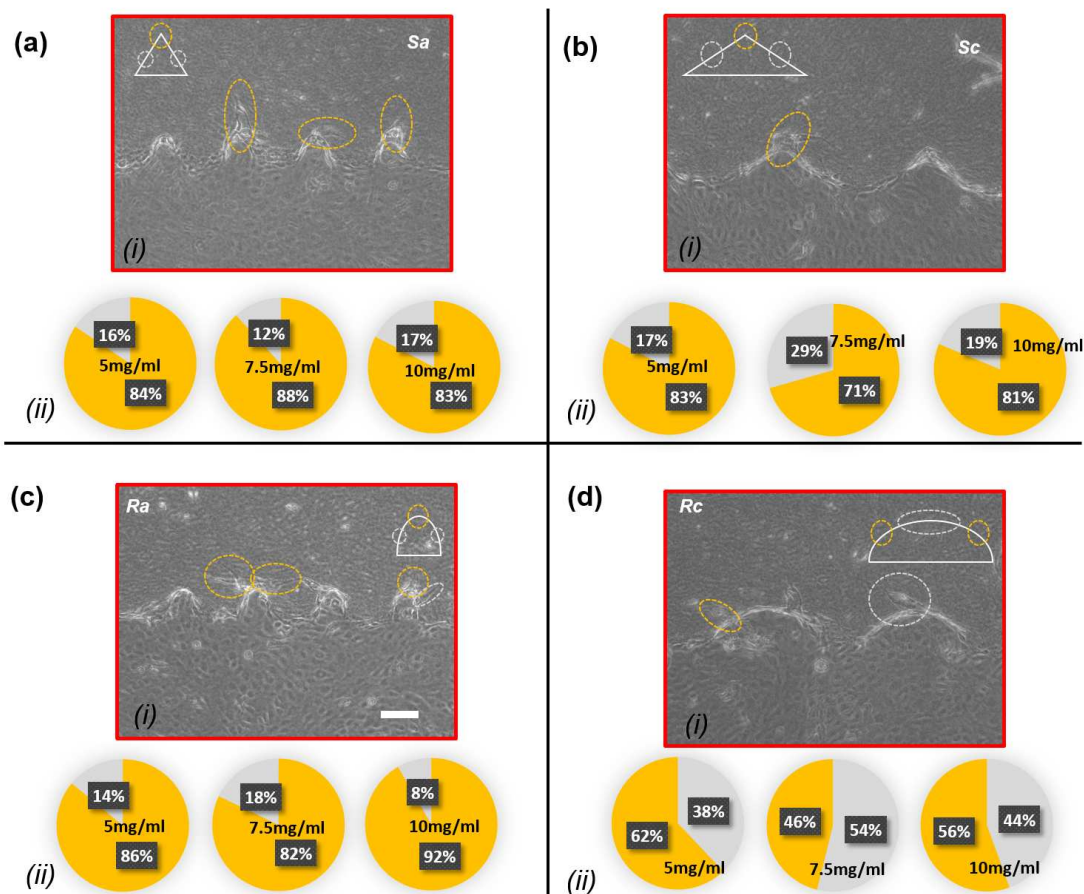 (a)
Sa
(i)
16%
5mg/ml
84%
12%
7.5mg/ml
88%
17%
10mg/ml
83%
(ii)
(b)
Sc
(i)
17%
5mg/ml
83%
29%
7.5mg/ml
71%
19%
10mg/ml
81%
(ii)
(c)
Ra
(i)
14%
5mg/ml
86%
18%
7.5mg/ml
82%
8%
10mg/ml
92%
(ii)
(d)
Rc
(i)
38%
62%
5mg/ml
46%
54%
7.5mg/ml
44%
56%
10mg/ml
(ii)